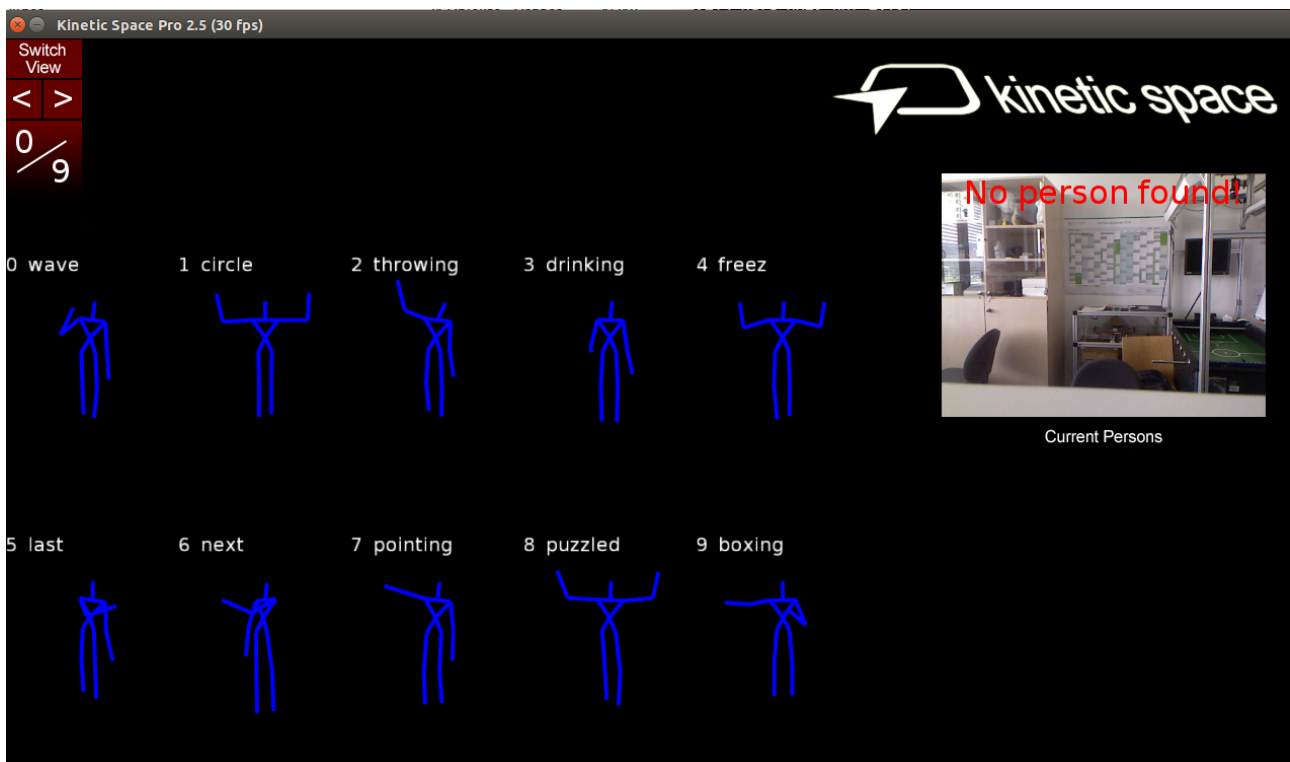 Kinetic Space Pro 2.5 (30 fps)
Switch
View
< >
0/9
kinetic space
No person found!
Current Persons
0 wave
1 circle
2 throwing
3 drinking
4 freez
5 last
6 next
7 pointing
8 puzzled
9 boxing